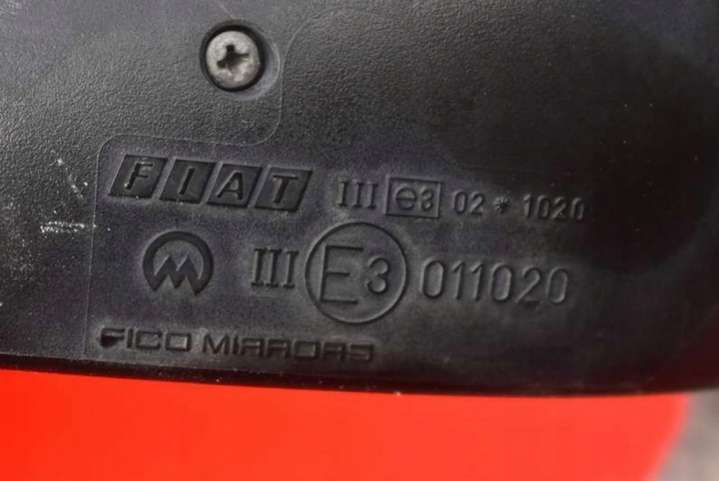 FIAT III e3 02 * 1020
M III E3 011020
FICO MIRRORS